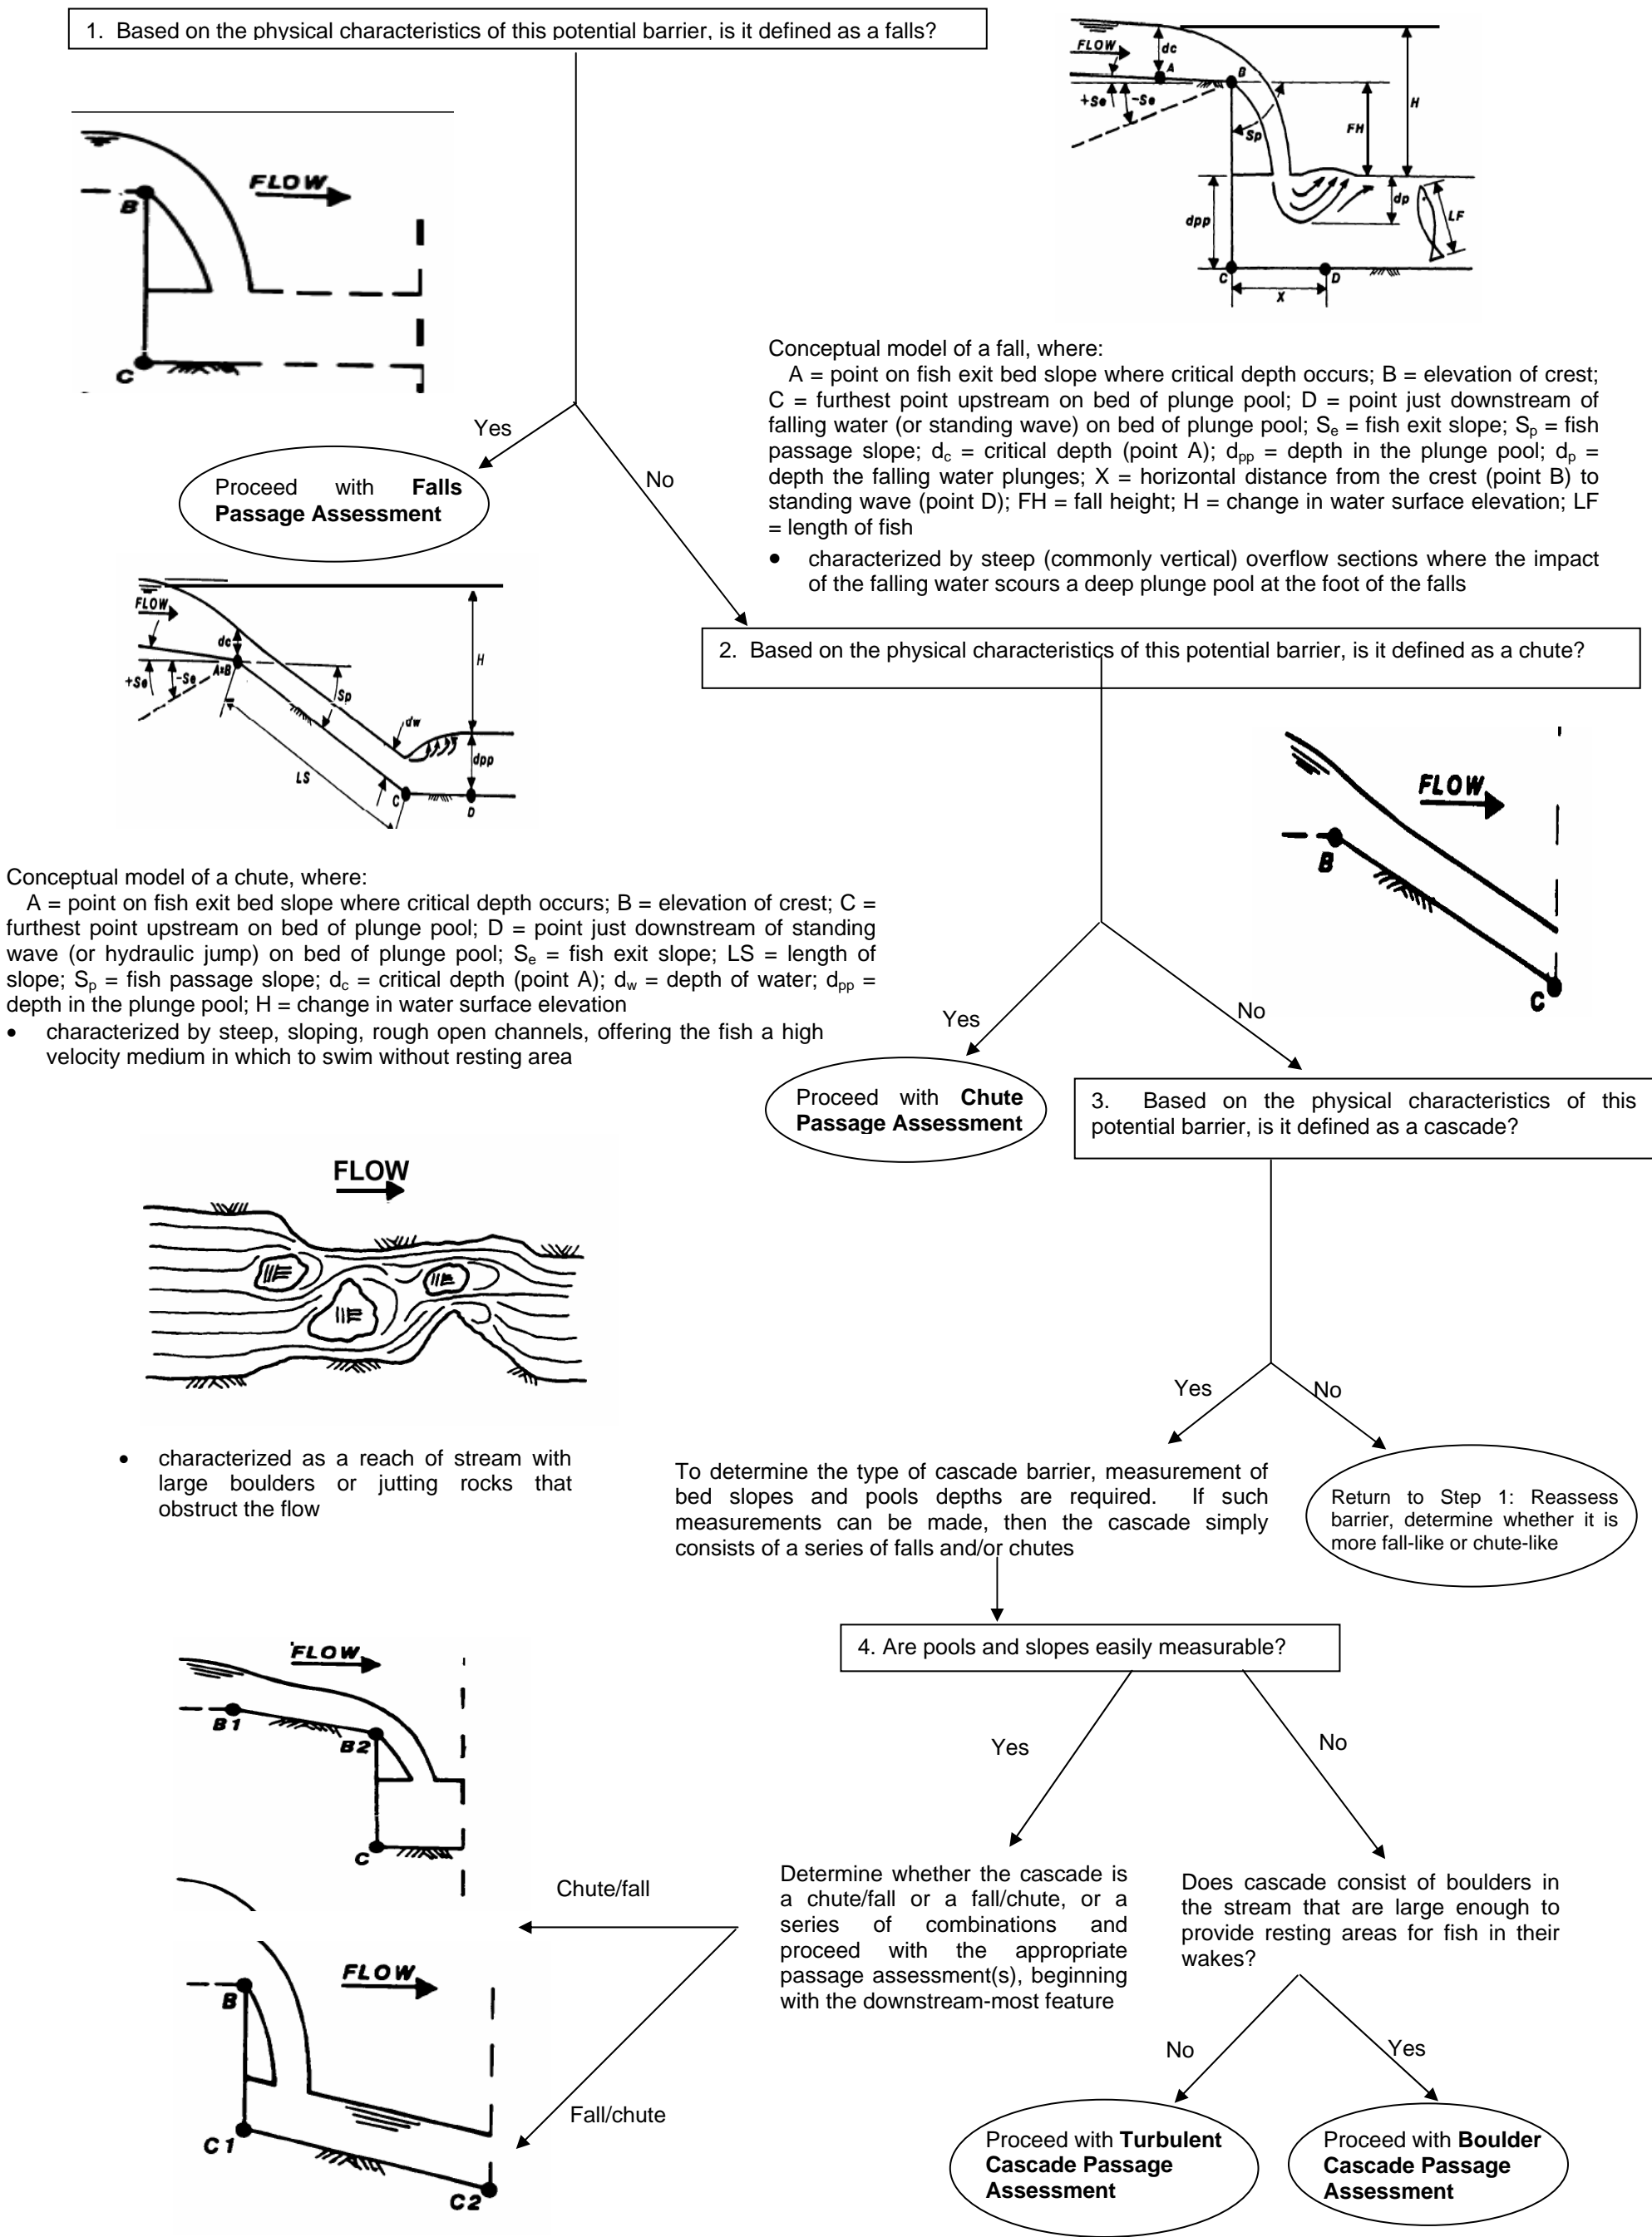 1. Based on the physical characteristics of this potential barrier, is it defined as a falls?
FLOW
dc
A
B
+Se
-Se
Sp
FH
H
dpp
dp
LF
C
D
X
B
FLOW
C
Conceptual model of a fall, where:
A = point on fish exit bed slope where critical depth occurs; B = elevation of crest;
C = furthest point upstream on bed of plunge pool; D = point just downstream of
falling water (or standing wave) on bed of plunge pool; Se = fish exit slope; Sp = fish
passage slope; dc = critical depth (point A); dpp = depth in the plunge pool; dp =
depth the falling water plunges; X = horizontal distance from the crest (point B) to
standing wave (point D); FH = fall height; H = change in water surface elevation; LF
= length of fish
• characterized by steep (commonly vertical) overflow sections where the impact
of the falling water scours a deep plunge pool at the foot of the falls
Yes
No
Proceed with Falls
Passage Assessment
FLOW
dc
A=B
+Se
-Se
Sp
H
dw
dpp
LS
C
D
2. Based on the physical characteristics of this potential barrier, is it defined as a chute?
FLOW
B
C
Conceptual model of a chute, where:
A = point on fish exit bed slope where critical depth occurs; B = elevation of crest; C =
furthest point upstream on bed of plunge pool; D = point just downstream of standing
wave (or hydraulic jump) on bed of plunge pool; Se = fish exit slope; LS = length of
slope; Sp = fish passage slope; dc = critical depth (point A); dw = depth of water; dpp =
depth in the plunge pool; H = change in water surface elevation
• characterized by steep, sloping, rough open channels, offering the fish a high
velocity medium in which to swim without resting area
Yes
No
Proceed with Chute
Passage Assessment
3. Based on the physical characteristics of this
potential barrier, is it defined as a cascade?
FLOW
• characterized as a reach of stream with
large boulders or jutting rocks that
obstruct the flow
Yes
No
To determine the type of cascade barrier, measurement of
bed slopes and pools depths are required. If such
measurements can be made, then the cascade simply
consists of a series of falls and/or chutes
Return to Step 1: Reassess
barrier, determine whether it is
more fall-like or chute-like
4. Are pools and slopes easily measurable?
FLOW
B1
B2
C
Yes
No
Determine whether the cascade is
a chute/fall or a fall/chute, or a
series of combinations and
proceed with the appropriate
passage assessment(s), beginning
with the downstream-most feature
Does cascade consist of boulders in
the stream that are large enough to
provide resting areas for fish in their
wakes?
Chute/fall
Fall/chute
FLOW
B
C1
C2
No
Yes
Proceed with Turbulent
Cascade Passage
Assessment
Proceed with Boulder
Cascade Passage
Assessment